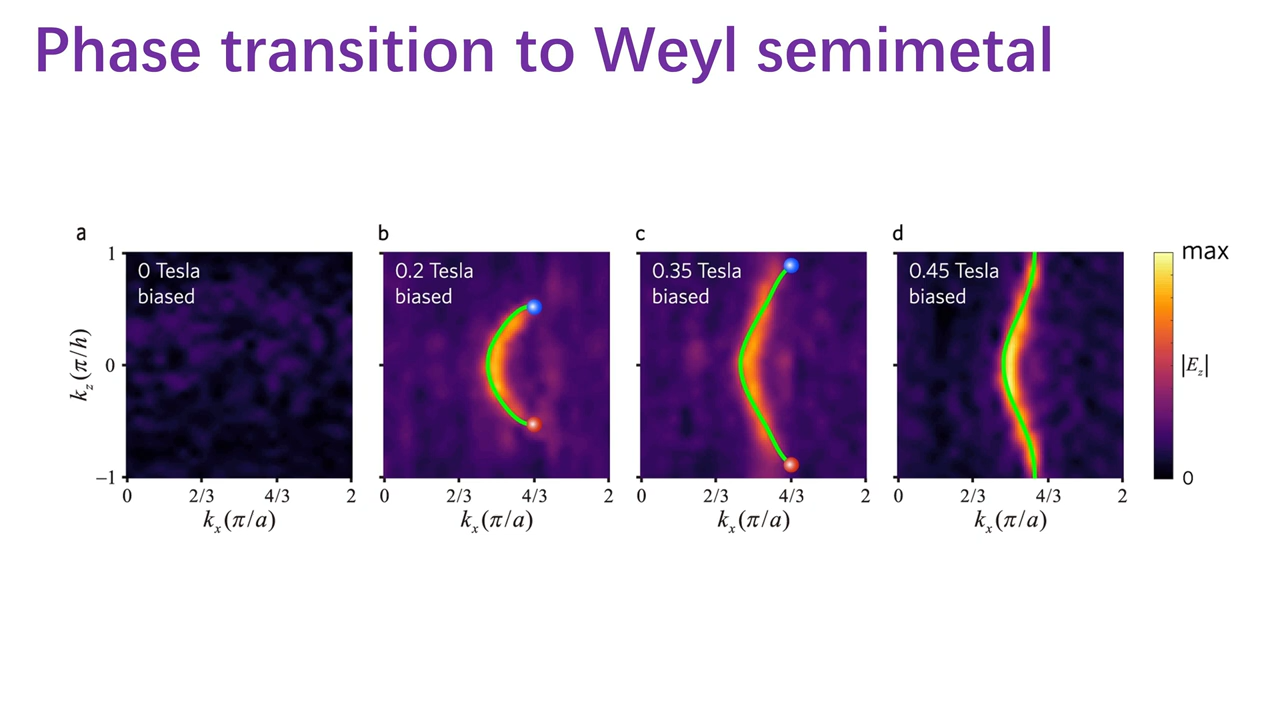 Phase transition to Weyl semimetal
a
b
c
d
0 Tesla
biased
0.2 Tesla
biased
0.35 Tesla
biased
0.45 Tesla
biased
1
0
−1
k_z (π/h)
0 2/3 4/3 2
0 2/3 4/3 2
0 2/3 4/3 2
0 2/3 4/3 2
k_x (π/a)
k_x (π/a)
k_x (π/a)
k_x (π/a)
max
|E_z|
0